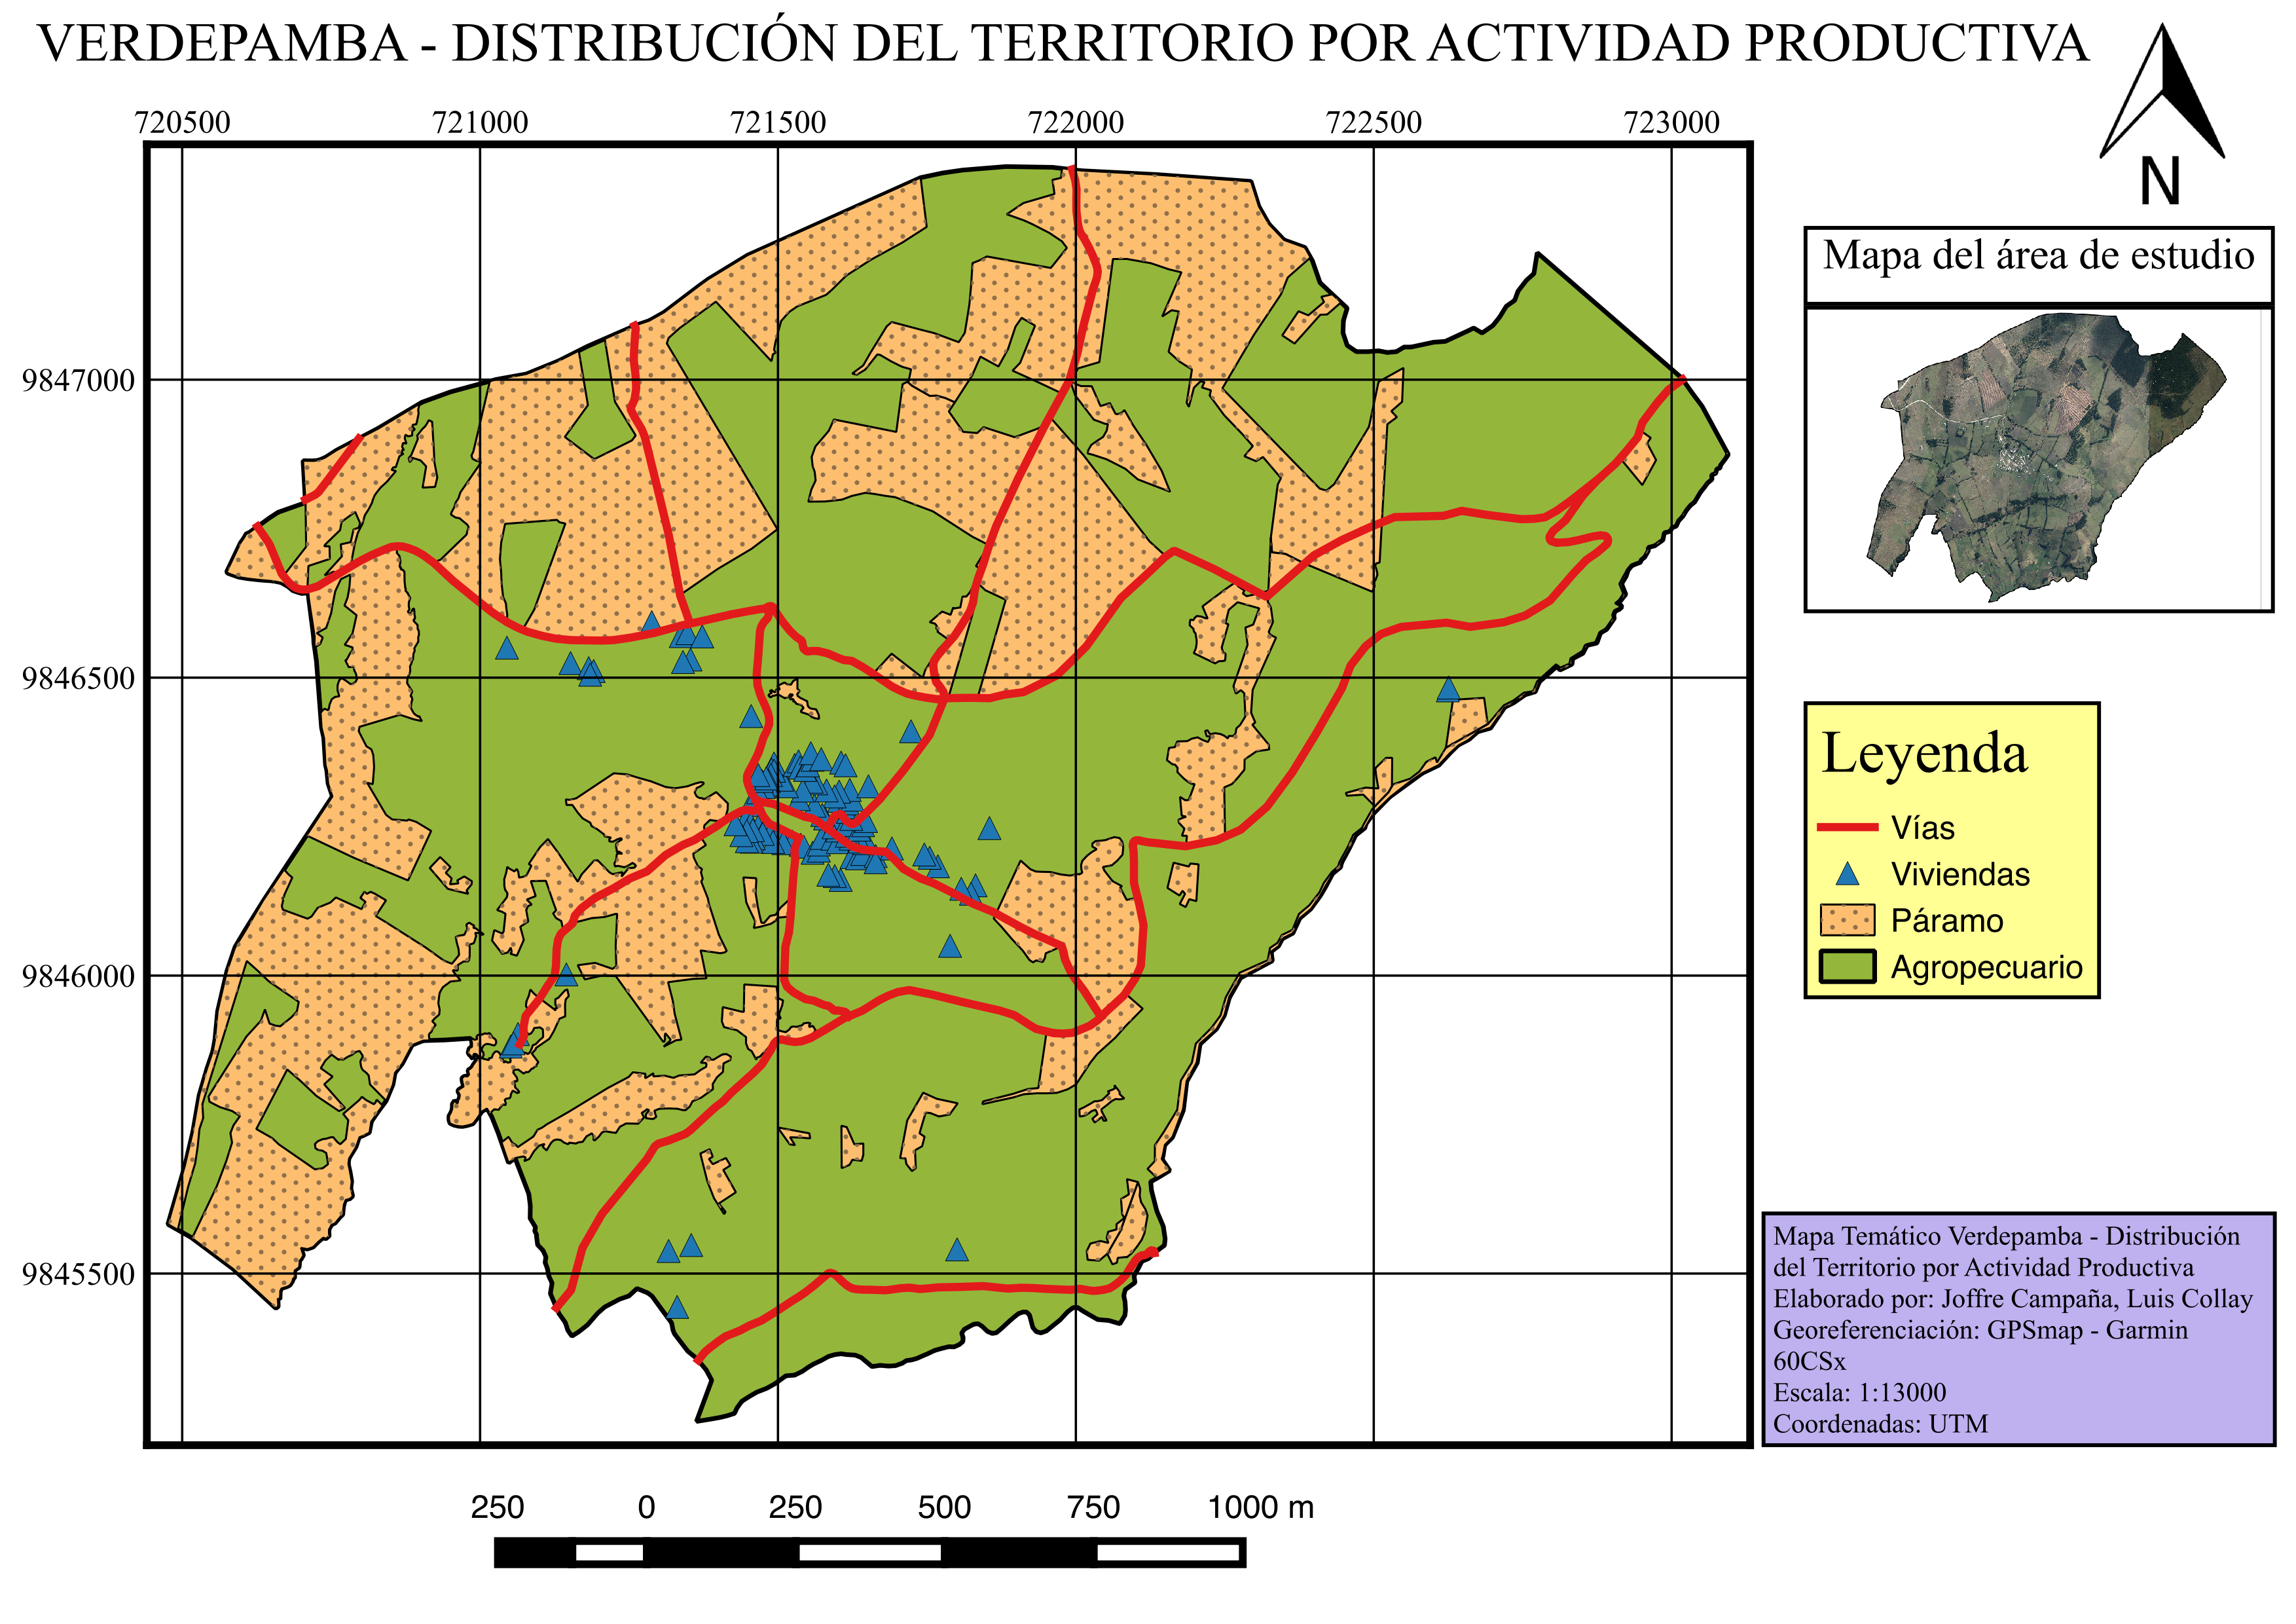 VERDEPAMBA - DISTRIBUCIÓN DEL TERRITORIO POR ACTIVIDAD PRODUCTIVA
720500 721000 721500 722000 722500 723000
N
Mapa del área de estudio
9847000
9846500
9846000
9845500
Leyenda
Vías
Viviendas
Páramo
Agropecuario
Mapa Temático Verdepamba - Distribución
del Territorio por Actividad Productiva
Elaborado por: Joffre Campaña, Luis Collay
Georeferenciación: GPSmap - Garmin
60CSx
Escala: 1:13000
Coordenadas: UTM
250 0 250 500 750 1000 m